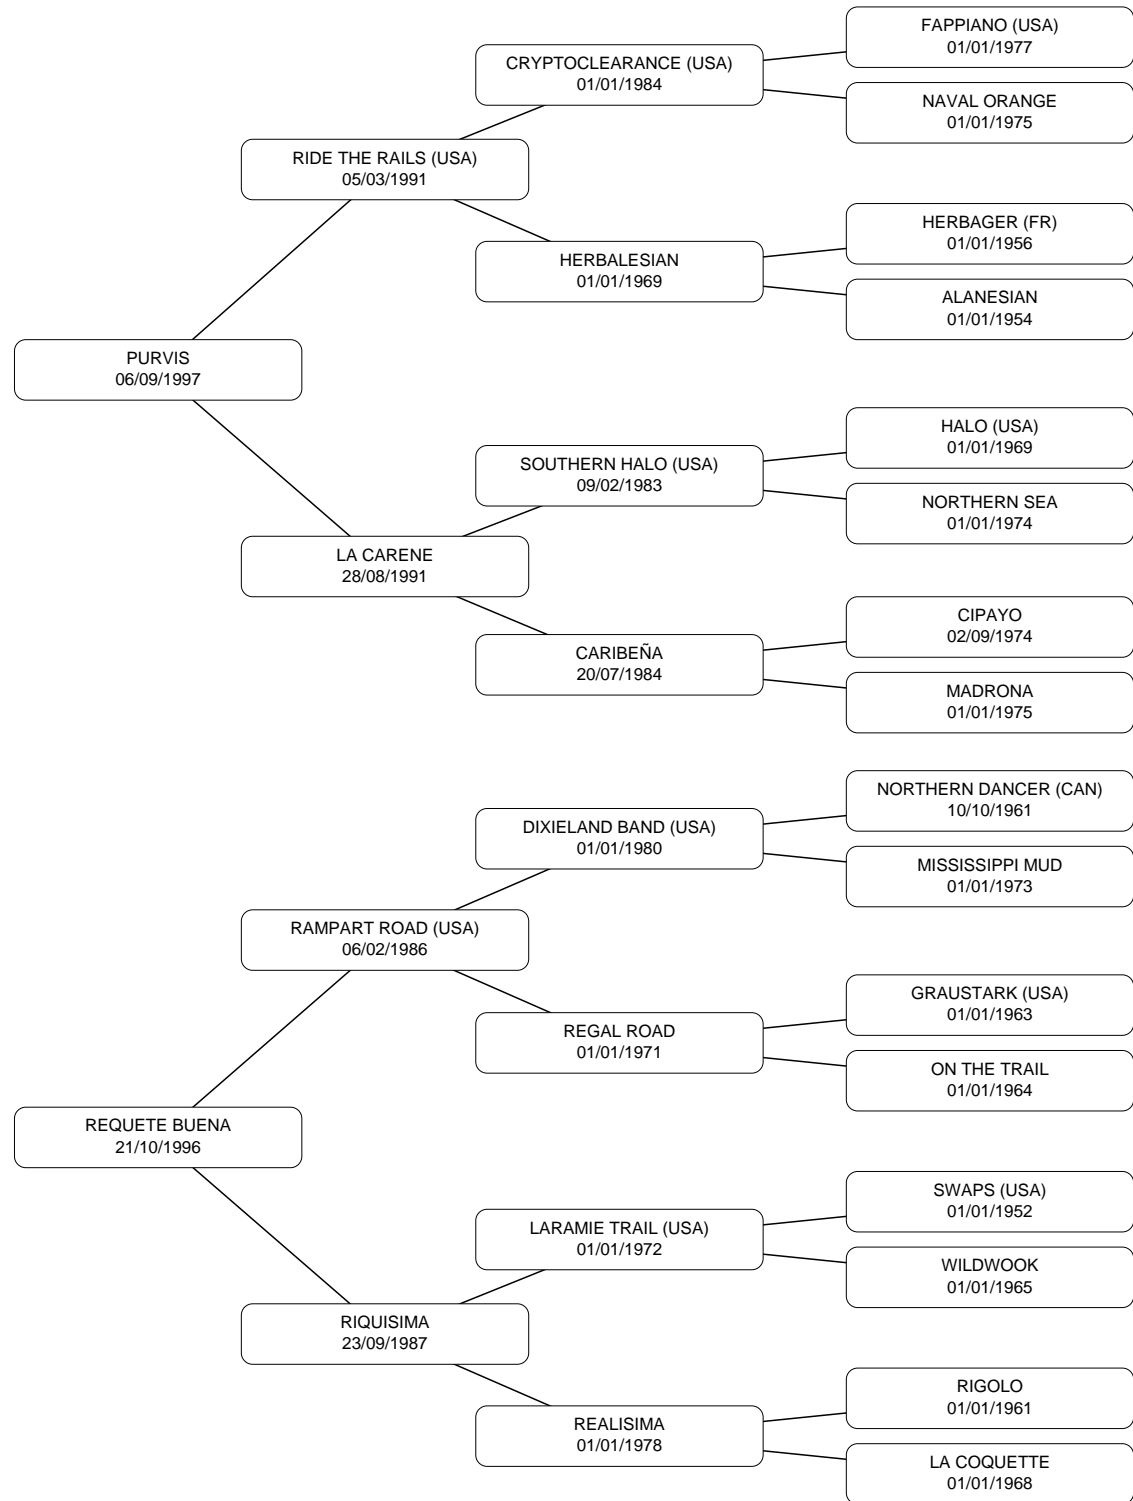 FAPPIANO (USA)
01/01/1977
CRYPTOCLEARANCE (USA)
01/01/1984
NAVAL ORANGE
01/01/1975
RIDE THE RAILS (USA)
05/03/1991
HERBAGER (FR)
01/01/1956
HERBALESIAN
01/01/1969
ALANESIAN
01/01/1954
PURVIS
06/09/1997
HALO (USA)
01/01/1969
SOUTHERN HALO (USA)
09/02/1983
NORTHERN SEA
01/01/1974
LA CARENE
28/08/1991
CIPAYO
02/09/1974
CARIBEÑA
20/07/1984
MADRONA
01/01/1975
NORTHERN DANCER (CAN)
10/10/1961
DIXIELAND BAND (USA)
01/01/1980
MISSISSIPPI MUD
01/01/1973
RAMPART ROAD (USA)
06/02/1986
GRAUSTARK (USA)
01/01/1963
REGAL ROAD
01/01/1971
ON THE TRAIL
01/01/1964
REQUETE BUENA
21/10/1996
SWAPS (USA)
01/01/1952
LARAMIE TRAIL (USA)
01/01/1972
WILDWOOK
01/01/1965
RIQUISIMA
23/09/1987
RIGOLO
01/01/1961
REALISIMA
01/01/1978
LA COQUETTE
01/01/1968